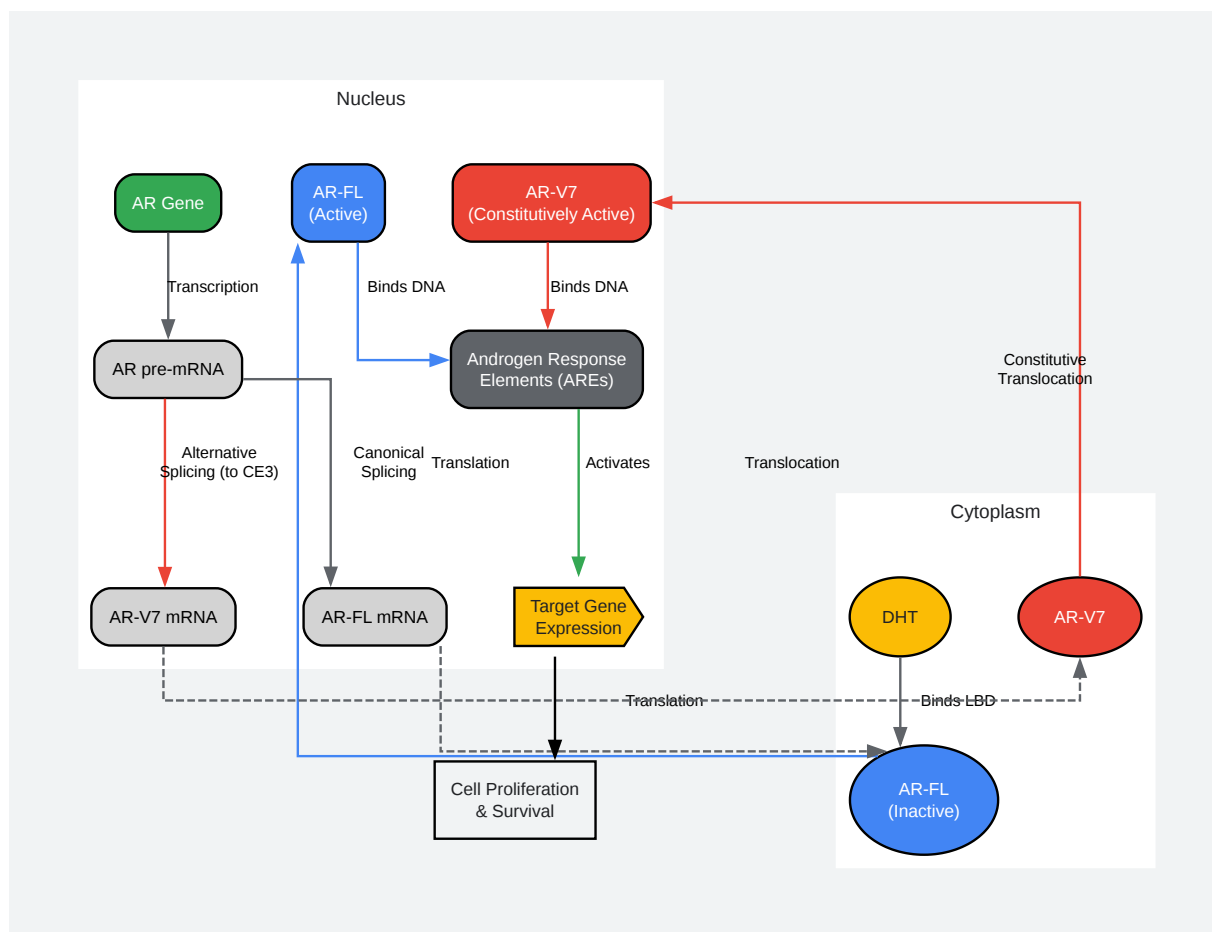 Nucleus
AR Gene
AR-FL
(Active)
AR-V7
(Constitutively Active)
Transcription
Binds DNA
Binds DNA
AR pre-mRNA
Androgen Response
Elements (AREs)
Constitutive
Translocation
Alternative
Splicing (to CE3)
Canonical
Splicing
Translation
Activates
Translocation
Cytoplasm
AR-V7 mRNA
AR-FL mRNA
Target Gene
Expression
DHT
AR-V7
Translation
Binds LBD
Cell Proliferation
& Survival
AR-FL
(Inactive)